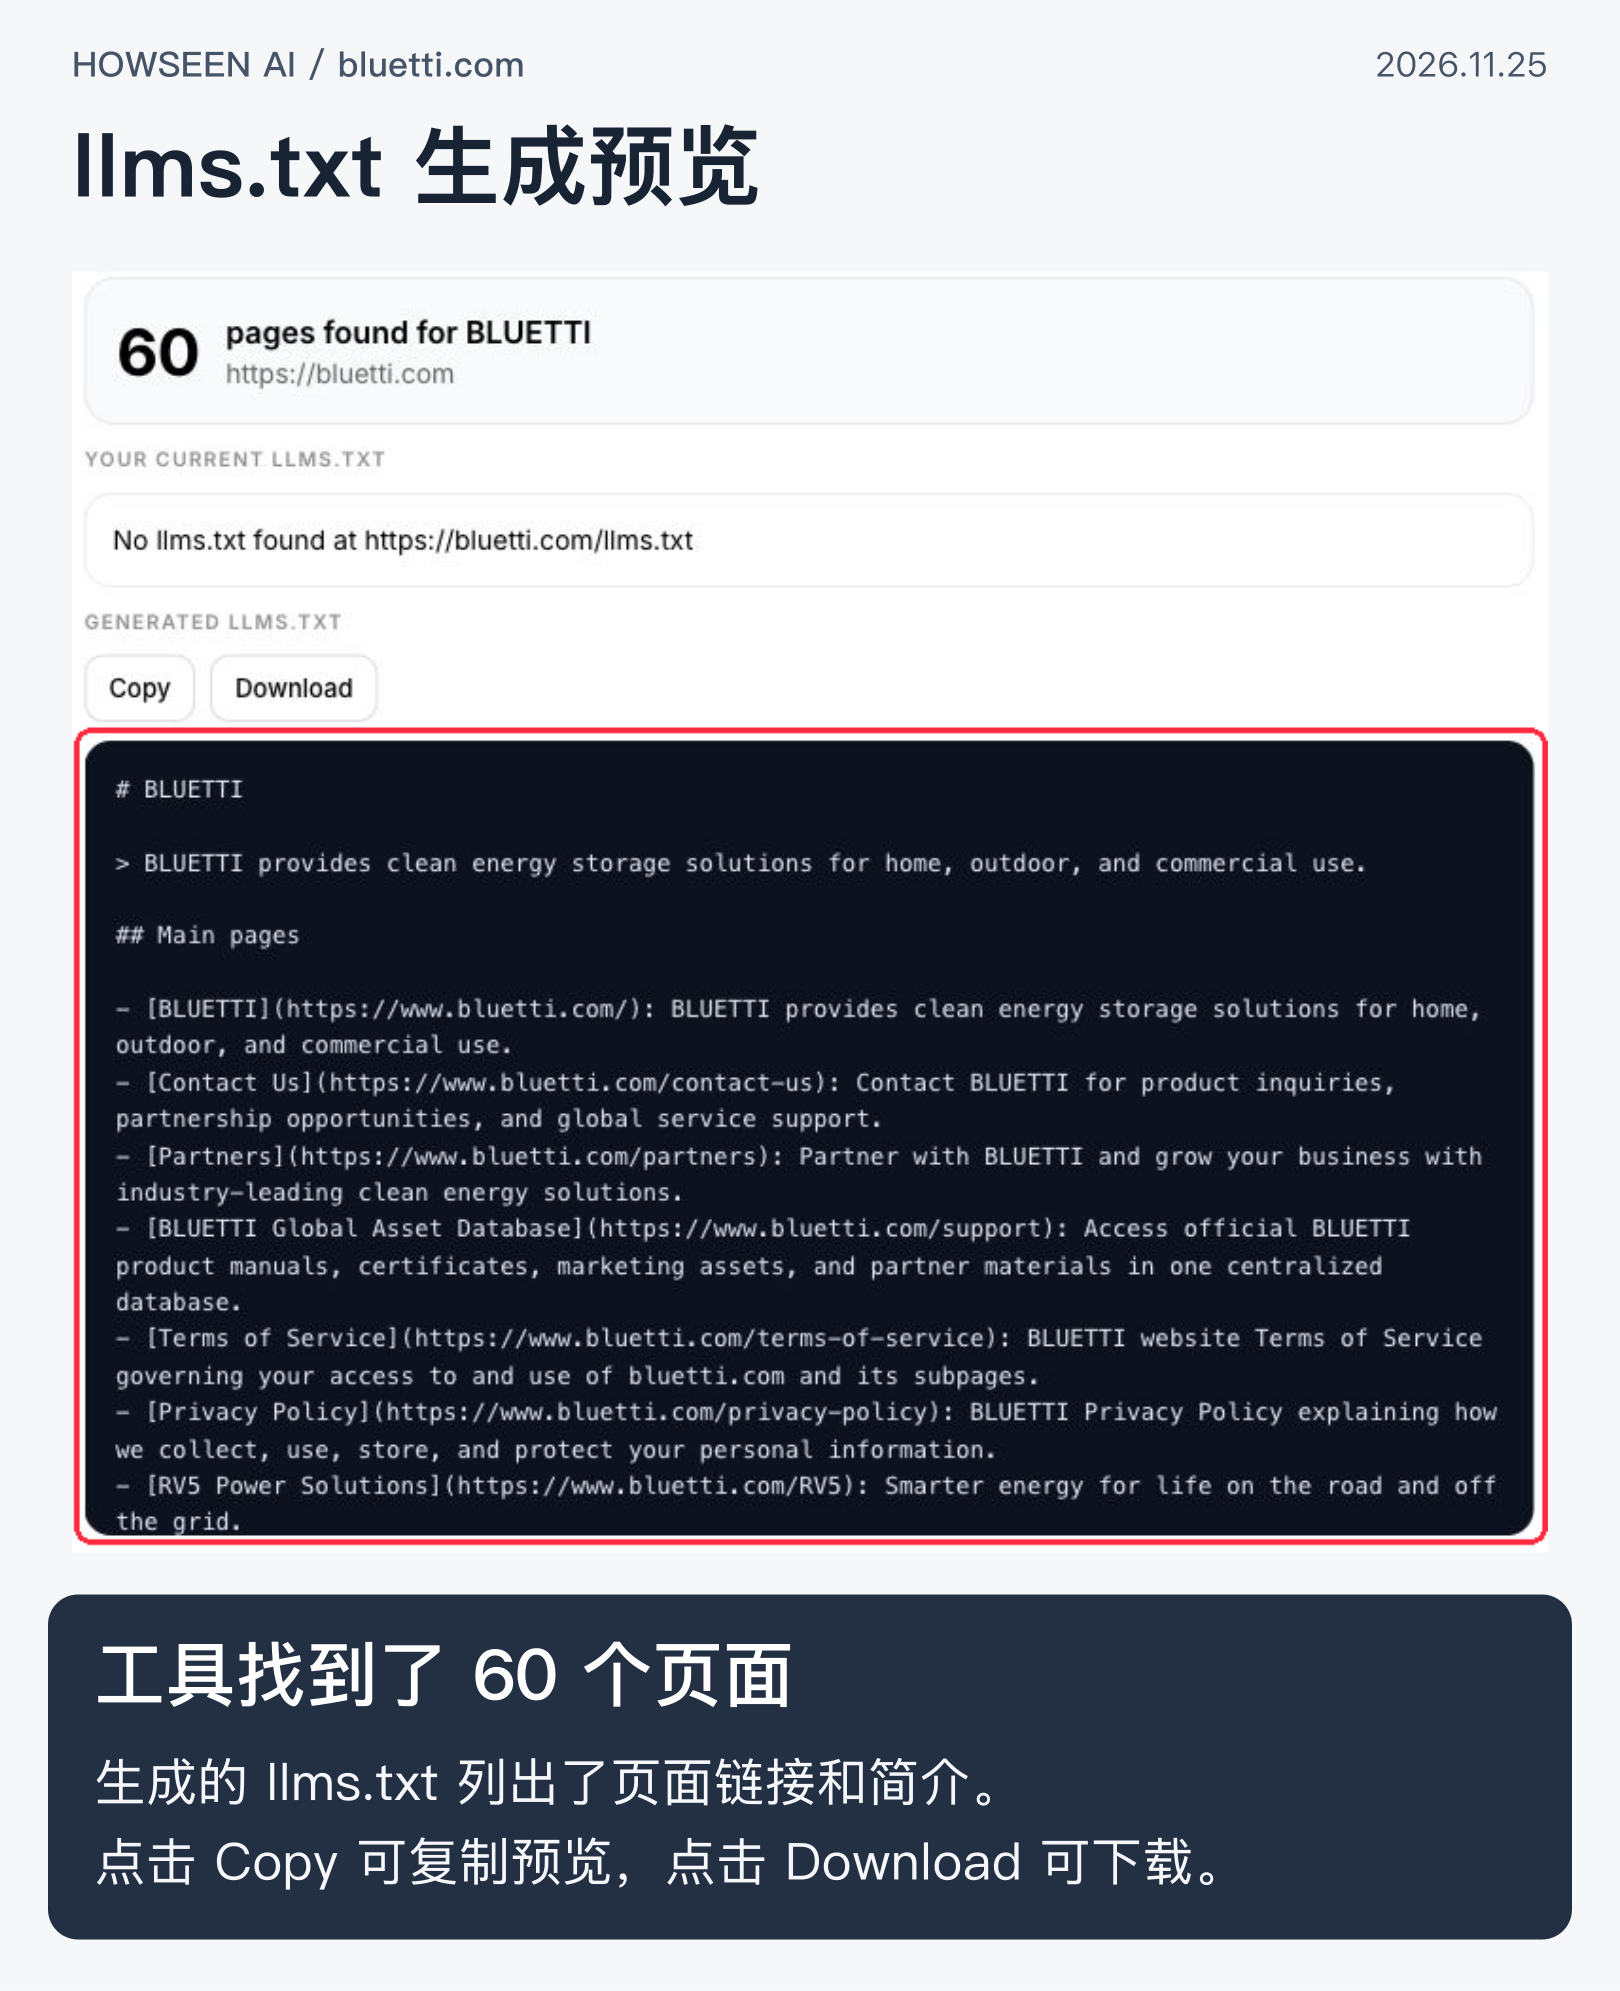 HOWSEEN AI / bluetti.com
2026.11.25
llms.txt 生成预览
60
pages found for BLUETTI
https://bluetti.com
YOUR CURRENT LLMS.TXT
No llms.txt found at https://bluetti.com/llms.txt
GENERATED LLMS.TXT
Copy
Download
# BLUETTI
> BLUETTI provides clean energy storage solutions for home, outdoor, and commercial use.
## Main pages
- [BLUETTI](https://www.bluetti.com/): BLUETTI provides clean energy storage solutions for home,
outdoor, and commercial use.
- [Contact Us](https://www.bluetti.com/contact-us): Contact BLUETTI for product inquiries,
partnership opportunities, and global service support.
- [Partners](https://www.bluetti.com/partners): Partner with BLUETTI and grow your business with
industry-leading clean energy solutions.
- [BLUETTI Global Asset Database](https://www.bluetti.com/support): Access official BLUETTI
product manuals, certificates, marketing assets, and partner materials in one centralized
database.
- [Terms of Service](https://www.bluetti.com/terms-of-service): BLUETTI website Terms of Service
governing your access to and use of bluetti.com and its subpages.
- [Privacy Policy](https://www.bluetti.com/privacy-policy): BLUETTI Privacy Policy explaining how
we collect, use, store, and protect your personal information.
- [RV5 Power Solutions](https://www.bluetti.com/RV5): Smarter energy for life on the road and off
the grid.
工具找到了 60 个页面
生成的 llms.txt 列出了页面链接和简介。
点击 Copy 可复制预览，点击 Download 可下载。